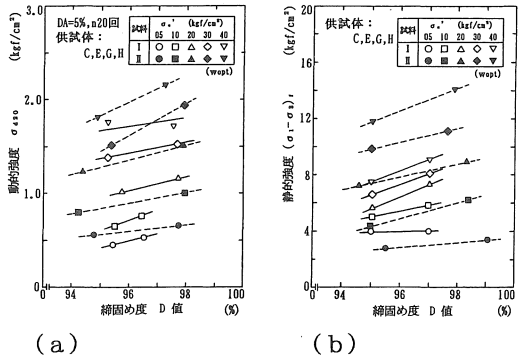 (kgf/cm²)
3.0
2.0
1.0
0.0
動的強度 σd20
DA=5%,n20回
供試体:
C,E,G,H
試料 σc' (kgf/cm²)
05 10 20 30 40
I
II
(wopt)
0 94 96 98 100
締固め度 D 値 (%)
(a)
(kgf/cm²)
20
16
12
8
4
0
静的強度 (σ1-σ3)f
供試体:
C,E,G,H
試料 σc' (kgf/cm²)
05 10 20 30 40
I
II
(wopt)
0 94 96 98 100
締固め度 D 値 (%)
(b)